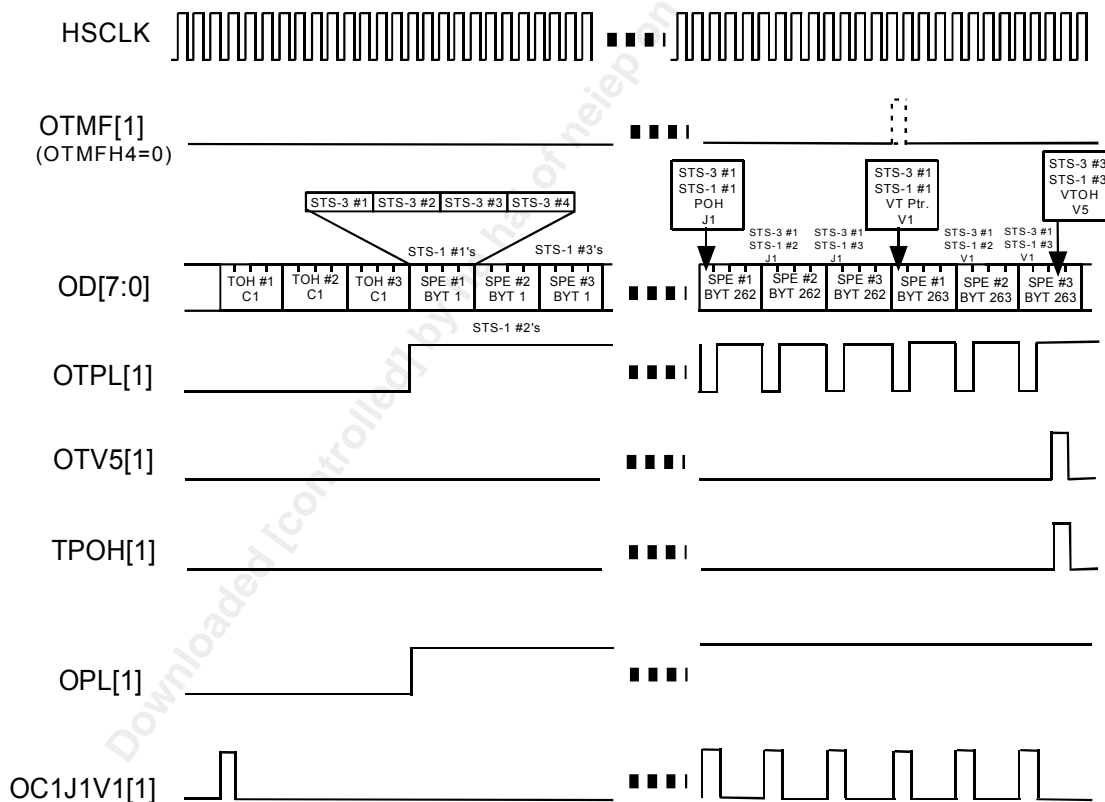 HSCLK
OTMF[1]
(OTMFH4=0)
STS-3 #1 STS-3 #2 STS-3 #3 STS-3 #4
STS-3 #1
STS-1 #1
POH
J1
STS-3 #1
STS-1 #1
VT Ptr.
V1
STS-3 #3
STS-1 #3
VTOH
V5
STS-1 #1's
STS-1 #3's
STS-3 #1
STS-1 #2
J1
STS-3 #1
STS-1 #3
J1
STS-3 #1
STS-1 #2
V1
STS-3 #1
STS-1 #3
V1
OD[7:0]
TOH #1
C1
TOH #2
C1
TOH #3
C1
SPE #1
BYT 1
SPE #2
BYT 1
SPE #3
BYT 1
SPE #1
BYT 262
SPE #2
BYT 262
SPE #3
BYT 262
SPE #1
BYT 263
SPE #2
BYT 263
SPE #3
BYT 263
STS-1 #2's
OTPL[1]
OTV5[1]
TPOH[1]
OPL[1]
OC1J1V1[1]
Downloaded [controlled] by of neiep on